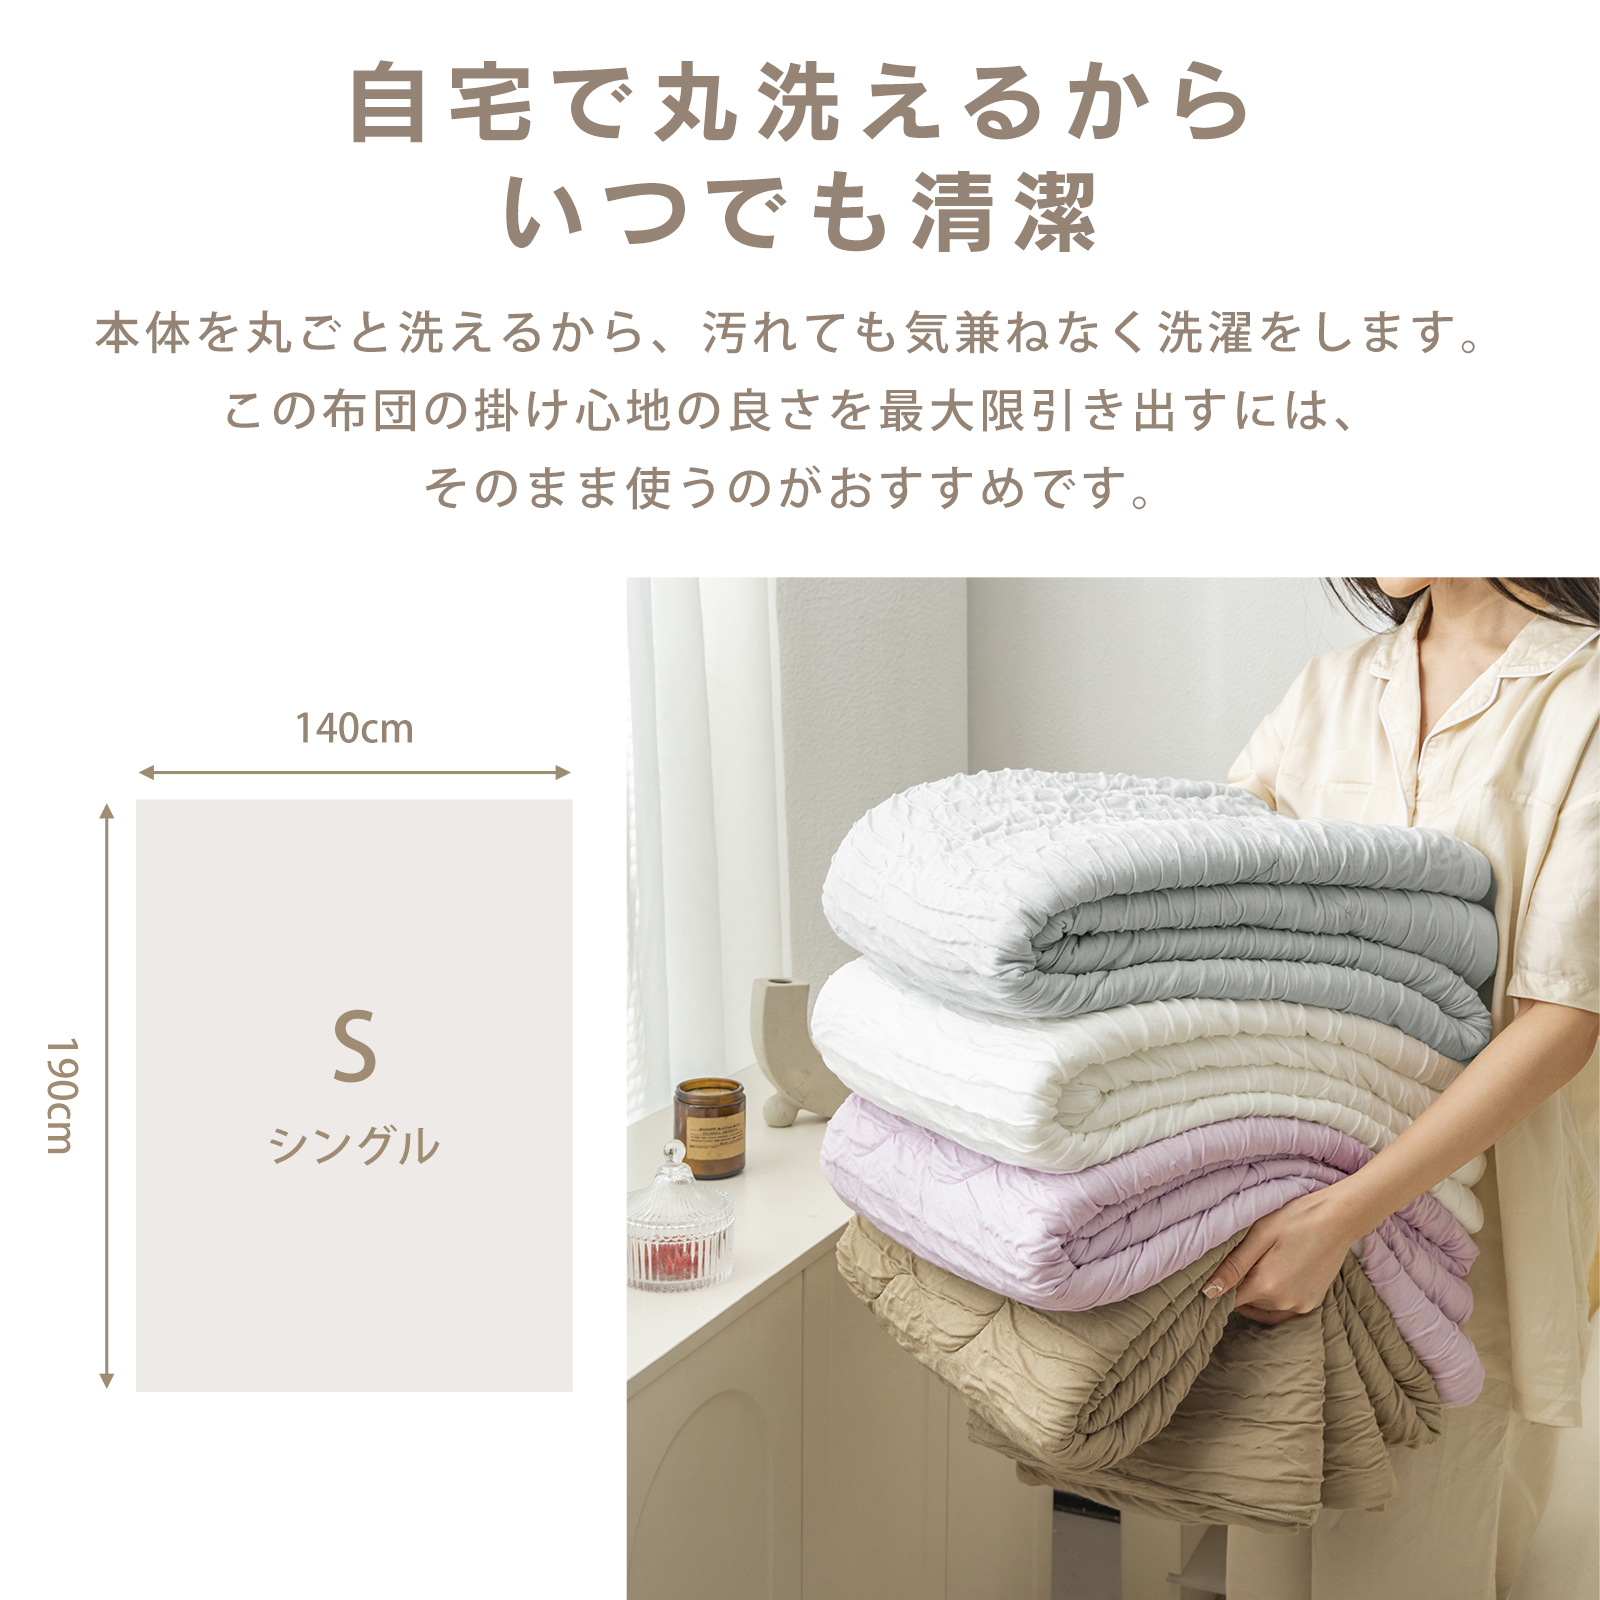 自宅で丸洗えるから
いつでも清潔
本体を丸ごと洗えるから、汚れても気兼ねなく洗濯をします。
この布団の掛け心地の良さを最大限引き出すには、
そのまま使うのがおすすめです。
140cm
190cm
S
シングル